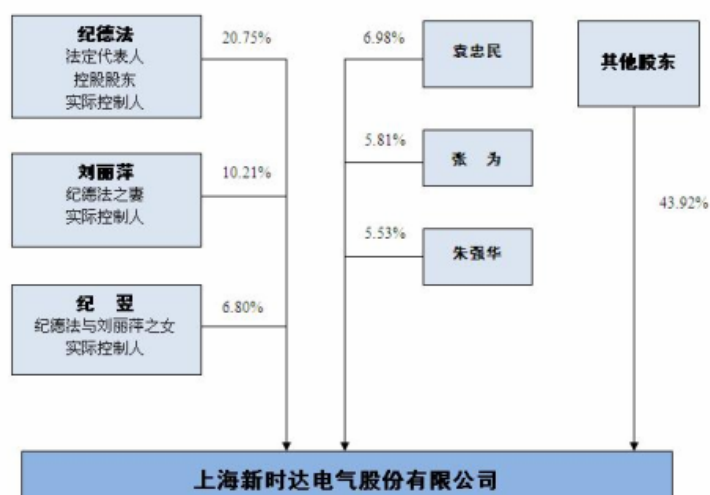 纪德法
法定代表人
控股股东
实际控制人
20.75%
刘丽萍
纪德法之妻
实际控制人
10.21%
纪 翌
纪德法与刘丽萍之女
实际控制人
6.80%
6.98%
袁忠民
5.81%
张 为
5.53%
朱强华
其他股东
43.92%
上海新时达电气股份有限公司